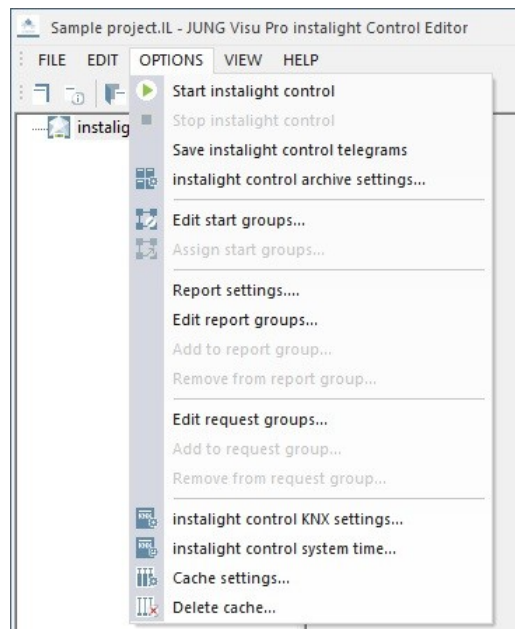 Sample project.IL - JUNG Visu Pro instalight Control Editor
FILE EDIT OPTIONS VIEW HELP
Start instalight control
instalig
Stop instalight control
Save instalight control telegrams
instalight control archive settings...
Edit start groups...
Assign start groups...
Report settings....
Edit report groups...
Add to report group...
Remove from report group...
Edit request groups...
Add to request group...
Remove from request group...
instalight control KNX settings...
instalight control system time...
Cache settings...
Delete cache...